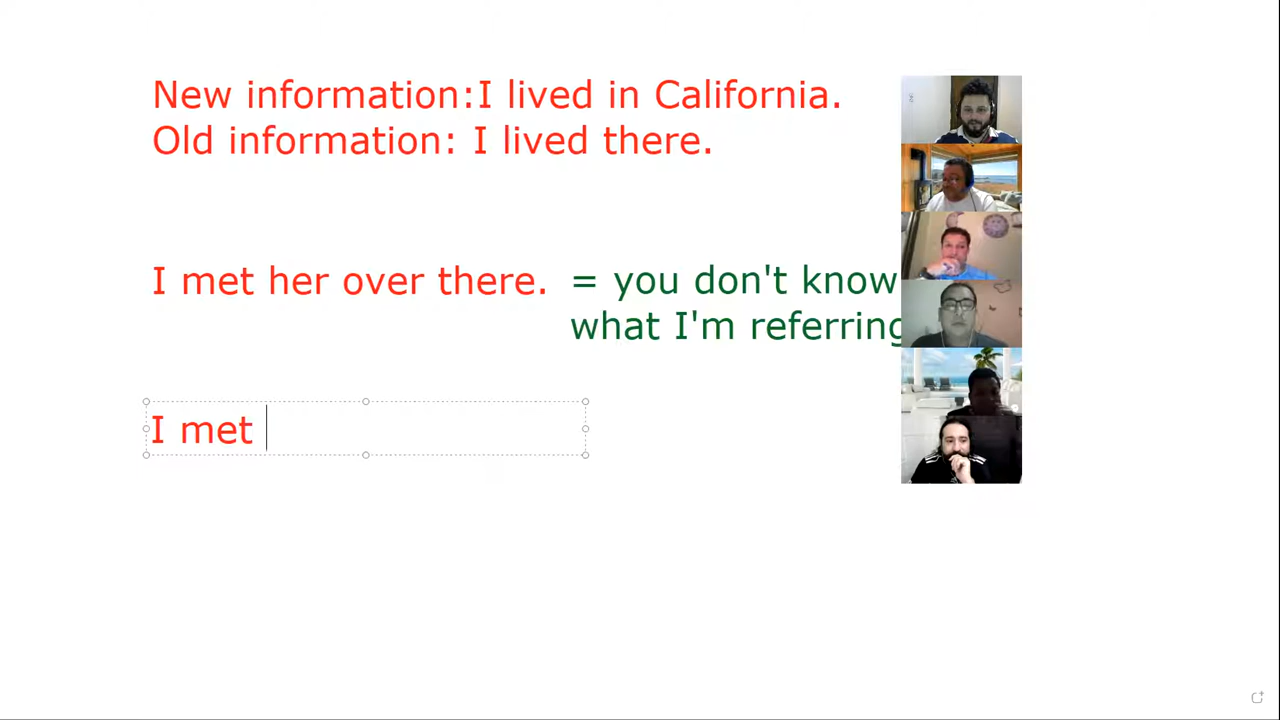 New information:I lived in California.
Old information: I lived there.
I met her over there. = you don't know
what I'm referring
I met